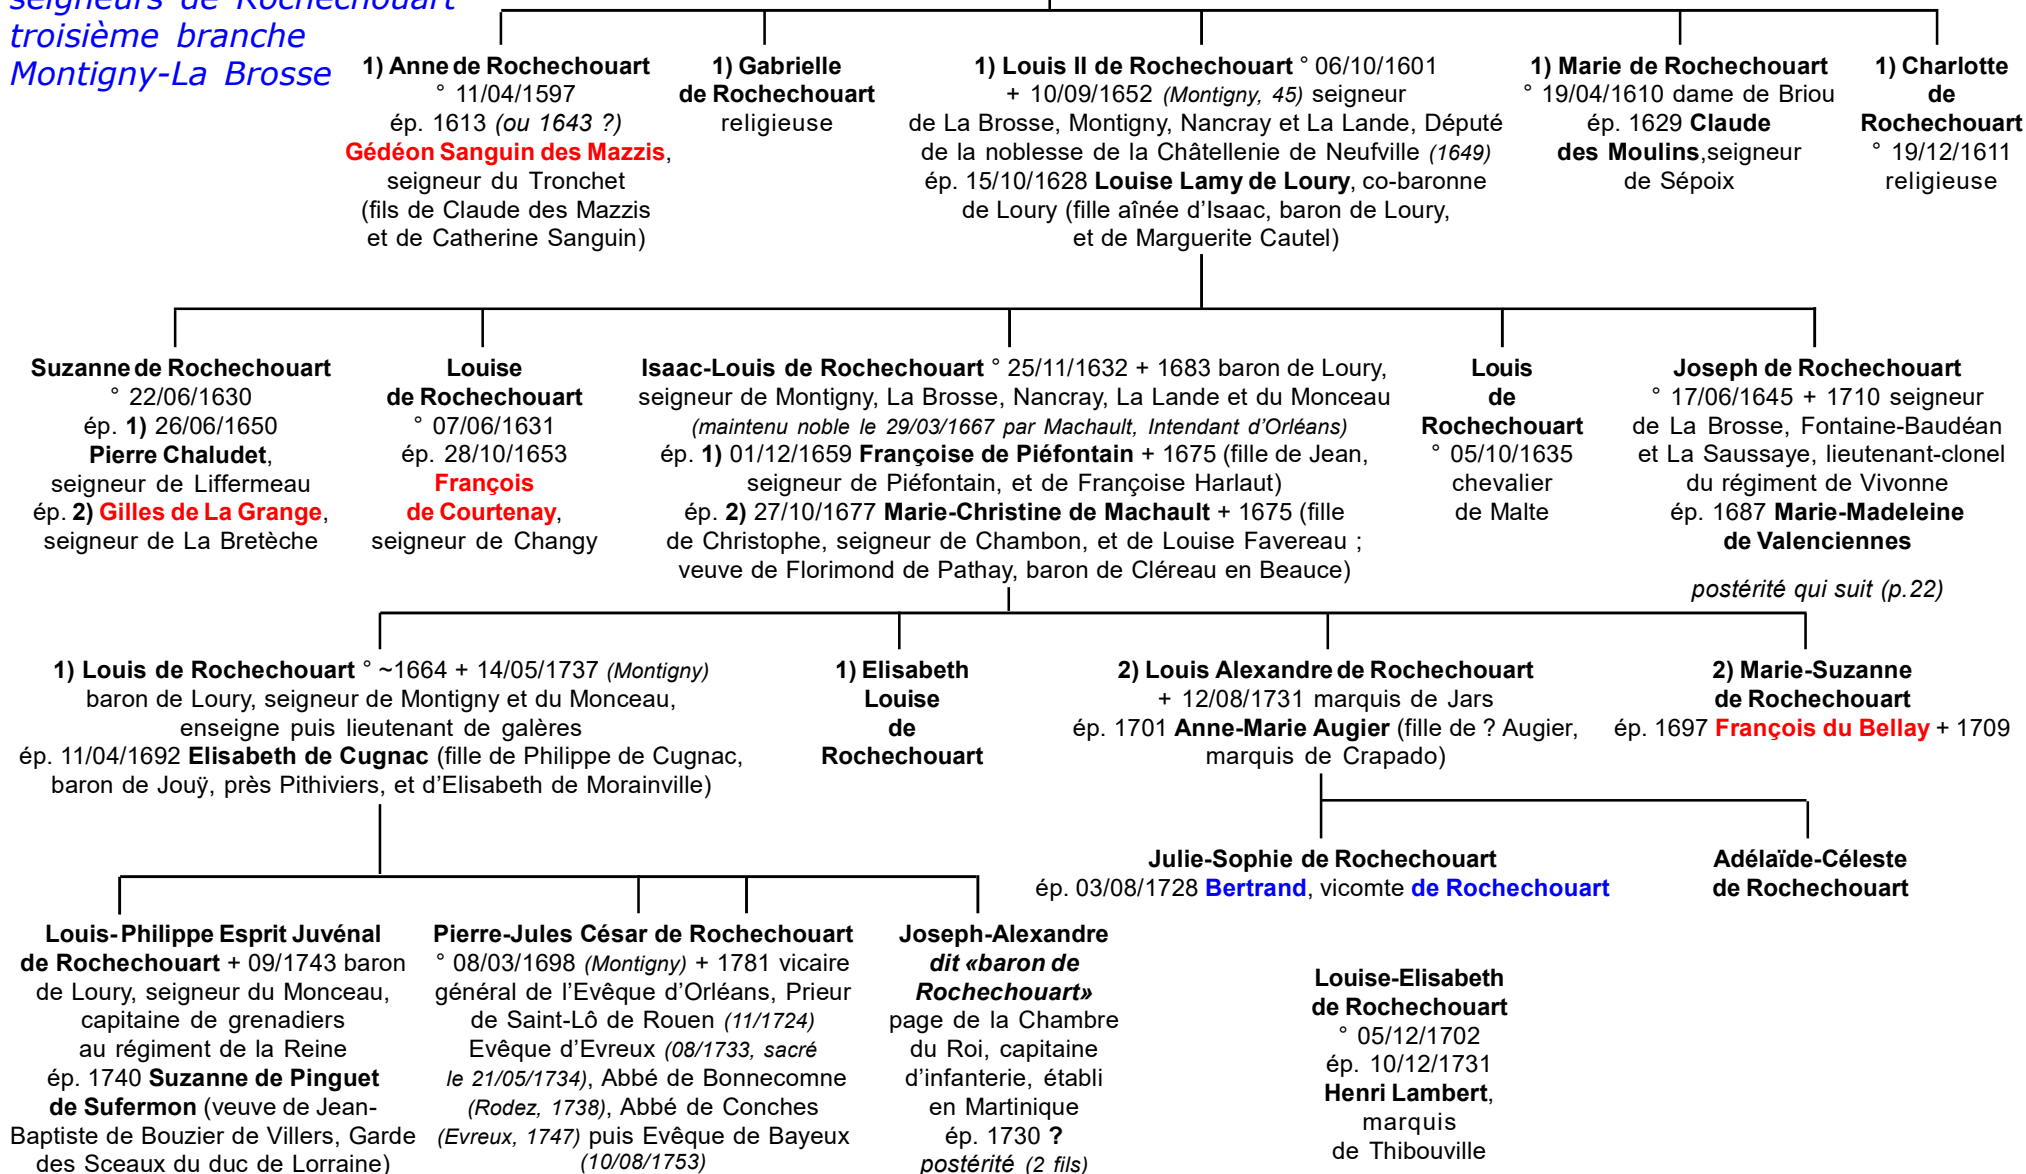 seigneurs de Rochechouart
troisième branche
Montigny-La Brosse
1) Anne de Rochechouart
° 11/04/1597
ép. 1613 (ou 1643 ?)
Gédéon Sanguin des Mazzis,
seigneur du Tronchet
(fils de Claude des Mazzis
et de Catherine Sanguin)
1) Gabrielle
de Rochechouart
religieuse
1) Louis II de Rochechouart ° 06/10/1601
+ 10/09/1652 (Montigny, 45) seigneur
de La Brosse, Montigny, Nancray et La Lande, Député
de la noblesse de la Châtellenie de Neufville (1649)
ép. 15/10/1628 Louise Lamy de Loury, co-baronne
de Loury (fille aînée d'Isaac, baron de Loury,
et de Marguerite Cautel)
1) Marie de Rochechouart
° 19/04/1610 dame de Briou
ép. 1629 Claude
des Moulins,seigneur
de Sépoix
1) Charlotte
de
Rochechouart
° 19/12/1611
religieuse
Suzanne de Rochechouart
° 22/06/1630
ép. 1) 26/06/1650
Pierre Chaludet,
seigneur de Liffermeau
ép. 2) Gilles de La Grange,
seigneur de La Bretèche
Louise
de Rochechouart
° 07/06/1631
ép. 28/10/1653
François
de Courtenay,
seigneur de Changy
Isaac-Louis de Rochechouart ° 25/11/1632 + 1683 baron de Loury,
seigneur de Montigny, La Brosse, Nancray, La Lande et du Monceau
(maintenu noble le 29/03/1667 par Machault, Intendant d'Orléans)
ép. 1) 01/12/1659 Françoise de Piéfontain + 1675 (fille de Jean,
seigneur de Piéfontain, et de Françoise Harlaut)
ép. 2) 27/10/1677 Marie-Christine de Machault + 1675 (fille
de Christophe, seigneur de Chambon, et de Louise Favereau ;
veuve de Florimond de Pathay, baron de Cléreau en Beauce)
Louis
de
Rochechouart
° 05/10/1635
chevalier
de Malte
Joseph de Rochechouart
° 17/06/1645 + 1710 seigneur
de La Brosse, Fontaine-Baudéan
et La Saussaye, lieutenant-clonel
du régiment de Vivonne
ép. 1687 Marie-Madeleine
de Valenciennes
postérité qui suit (p.22)
1) Louis de Rochechouart ° ~1664 + 14/05/1737 (Montigny)
baron de Loury, seigneur de Montigny et du Monceau,
enseigne puis lieutenant de galères
ép. 11/04/1692 Elisabeth de Cugnac (fille de Philippe de Cugnac,
baron de Jouÿ, près Pithiviers, et d'Elisabeth de Morainville)
1) Elisabeth
Louise
de
Rochechouart
2) Louis Alexandre de Rochechouart
+ 12/08/1731 marquis de Jars
ép. 1701 Anne-Marie Augier (fille de ? Augier,
marquis de Crapado)
2) Marie-Suzanne
de Rochechouart
ép. 1697 François du Bellay + 1709
Julie-Sophie de Rochechouart
ép. 03/08/1728 Bertrand, vicomte de Rochechouart
Adélaïde-Céleste
de Rochechouart
Louis-Philippe Esprit Juvénal
de Rochechouart + 09/1743 baron
de Loury, seigneur du Monceau,
capitaine de grenadiers
au régiment de la Reine
ép. 1740 Suzanne de Pinguet
de Sufermon (veuve de Jean-
Baptiste de Bouzier de Villers, Garde
des Sceaux du duc de Lorraine)
Pierre-Jules César de Rochechouart
° 08/03/1698 (Montigny) + 1781 vicaire
général de l'Evêque d'Orléans, Prieur
de Saint-Lô de Rouen (11/1724)
Evêque d'Evreux (08/1733, sacré
le 21/05/1734), Abbé de Bonnecomne
(Rodez, 1738), Abbé de Conches
(Evreux, 1747) puis Evêque de Bayeux
(10/08/1753)
Joseph-Alexandre
dit «baron de
Rochechouart»
page de la Chambre
du Roi, capitaine
d'infanterie, établi
en Martinique
ép. 1730 ?
postérité (2 fils)
Louise-Elisabeth
de Rochechouart
° 05/12/1702
ép. 10/12/1731
Henri Lambert,
marquis
de Thibouville